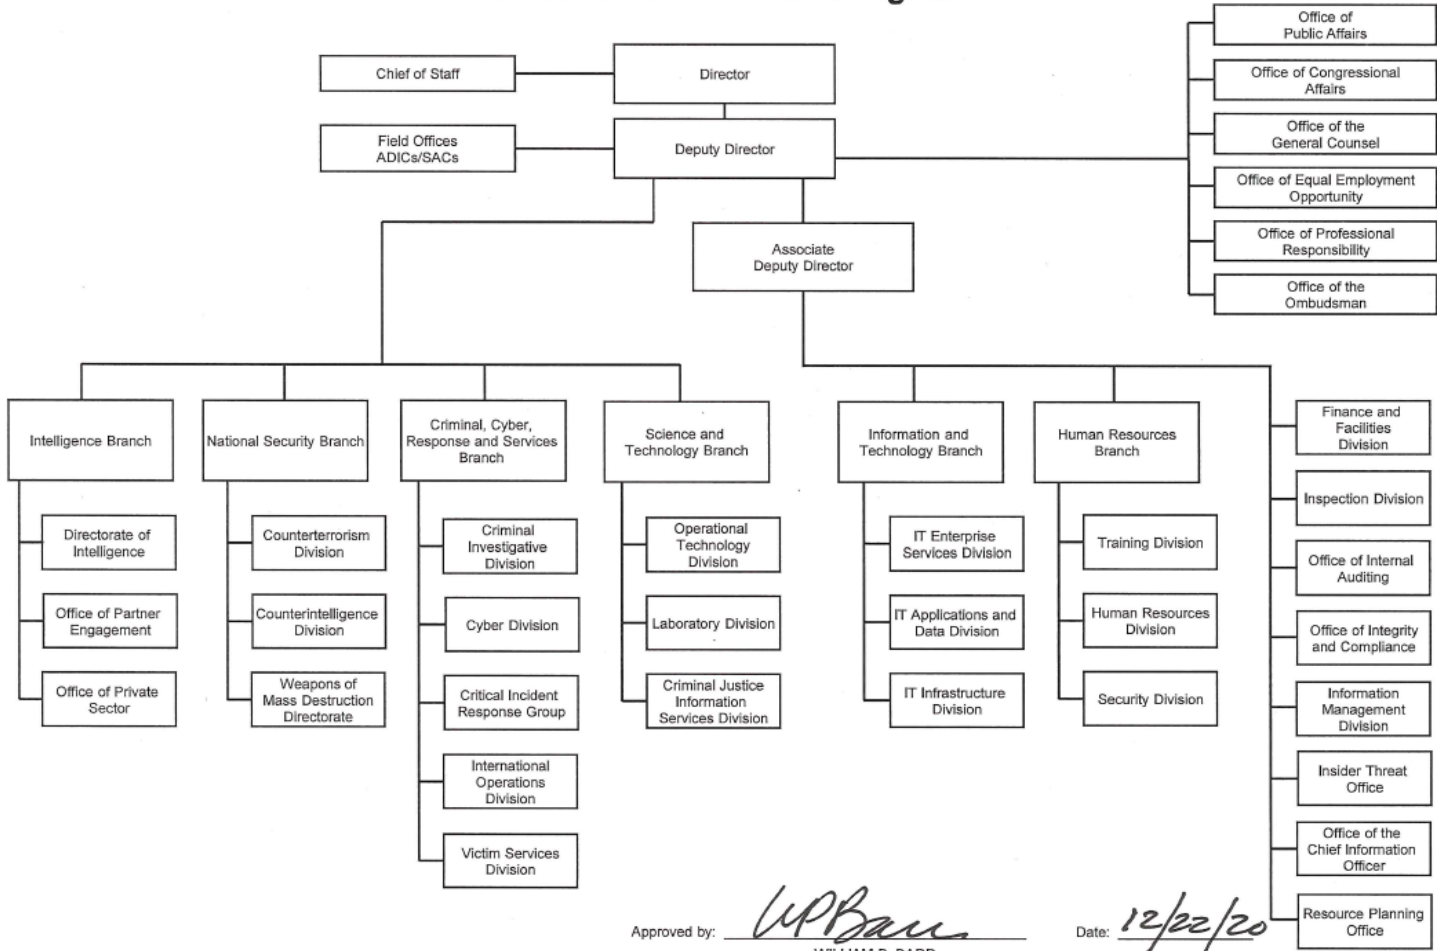 Chief of Staff
Director
Field Offices
ADICs/SACs
Deputy Director
Associate
Deputy Director
Office of
Public Affairs
Office of Congressional
Affairs
Office of the
General Counsel
Office of Equal Employment
Opportunity
Office of Professional
Responsibility
Office of the
Ombudsman
Intelligence Branch
Directorate of
Intelligence
Office of Partner
Engagement
Office of Private
Sector
National Security Branch
Counterterrorism
Division
Counterintelligence
Division
Weapons of
Mass Destruction
Directorate
Criminal, Cyber,
Response and Services
Branch
Criminal
Investigative
Division
Cyber Division
Critical Incident
Response Group
International
Operations
Division
Victim Services
Division
Science and
Technology Branch
Operational
Technology
Division
Laboratory Division
Criminal Justice
Information
Services Division
Information and
Technology Branch
IT Enterprise
Services Division
IT Applications and
Data Division
IT Infrastructure
Division
Human Resources
Branch
Training Division
Human Resources
Division
Security Division
Finance and
Facilities
Division
Inspection Division
Office of Internal
Auditing
Office of Integrity
and Compliance
Information
Management
Division
Insider Threat
Office
Office of the
Chief Information
Officer
Resource Planning
Office
Approved by: WPBarr
Date: 12/22/20